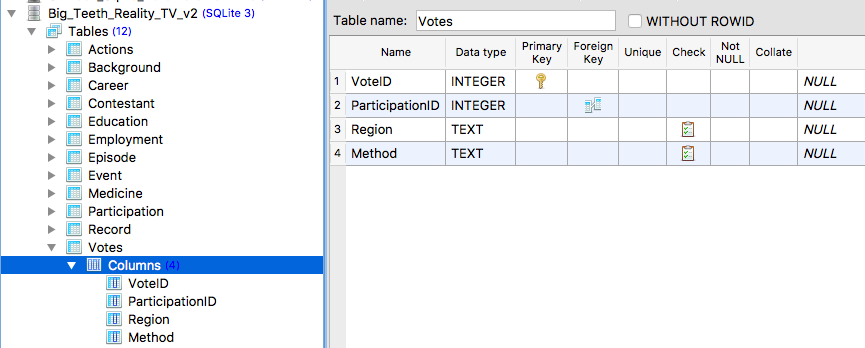 Big_Teeth_Reality_TV_v2 (SQLite 3)
Tables (12)
Actions
Background
Career
Contestant
Education
Employment
Episode
Event
Medicine
Participation
Record
Votes
Columns (4)
VoteID
ParticipationID
Region
Method
Table name: Votes WITHOUT ROWID
Name Data type Primary Key Foreign Key Unique Check Not NULL Collate
1 VoteID INTEGER NULL
2 ParticipationID INTEGER NULL
3 Region TEXT NULL
4 Method TEXT NULL